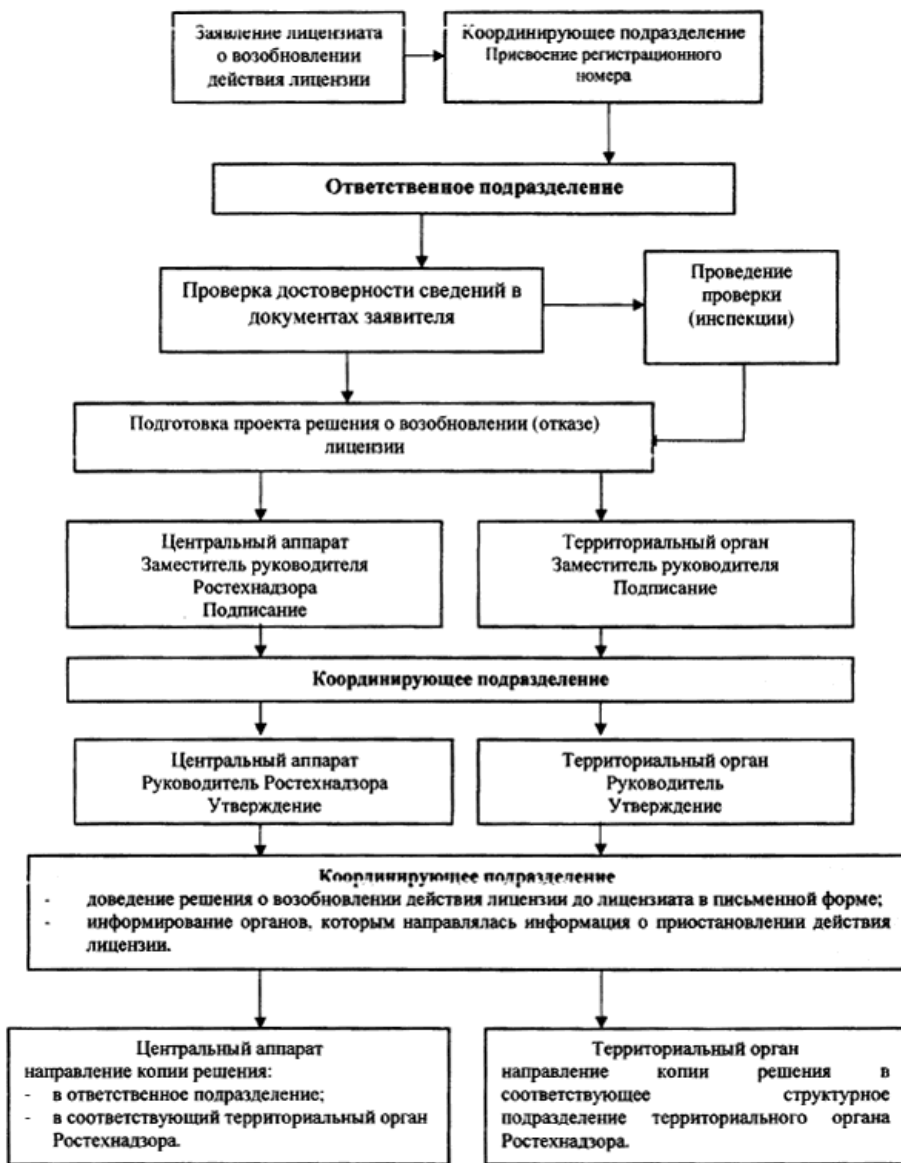 Заявление лицензиата
о возобновлении
действия лицензии
Координирующее подразделение
Присвоение регистрационного
номера
Ответственное подразделение
Проверка достоверности сведений в
документах заявителя
Проведение
проверки
(инспекции)
Подготовка проекта решения о возобновлении (отказе)
лицензии
Центральный аппарат
Заместитель руководителя
Ростехнадзора
Подписание
Территориальный орган
Заместитель руководителя
Подписание
Координирующее подразделение
Центральный аппарат
Руководитель Ростехнадзора
Утверждение
Территориальный орган
Руководитель
Утверждение
Координирующее подразделение
- доведение решения о возобновлении действия лицензии до лицензиата в письменной форме;
- информирование органов, которым направлялась информация о приостановлении действия
лицензии.
Центральный аппарат
направление копии решения:
- в ответственное подразделение;
- в соответствующий территориальный орган
Ростехнадзора.
Территориальный орган
направление копии решения в
соответствующее структурное
подразделение территориального органа
Ростехнадзора.